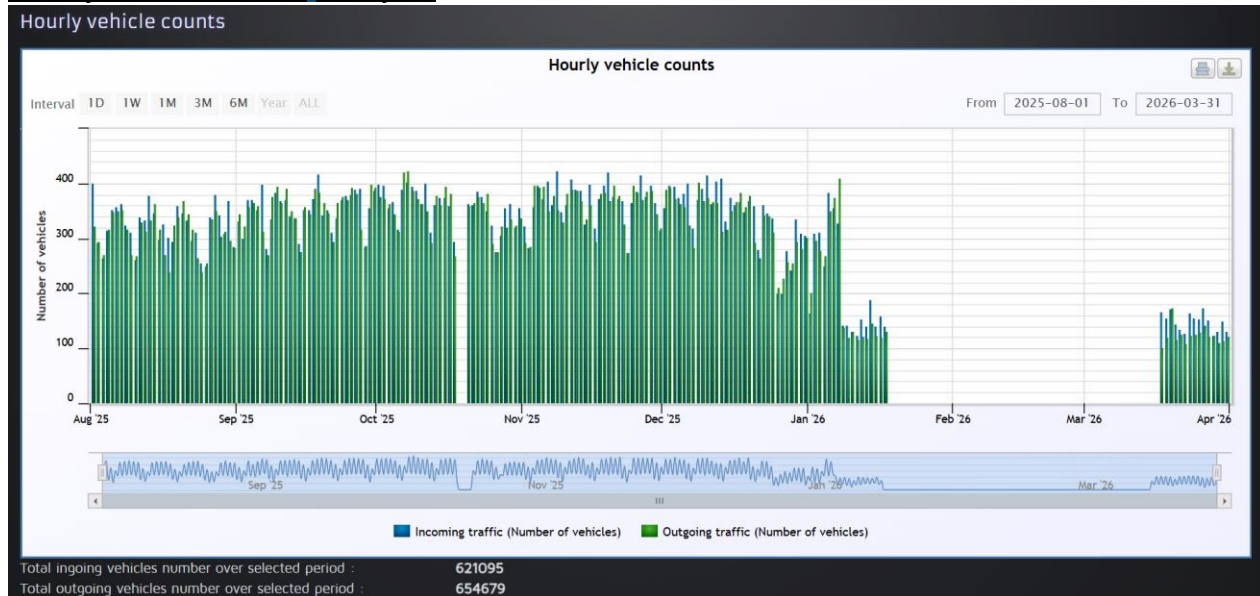 Hourly vehicle counts
Hourly vehicle counts
Interval 1D 1W 1M 3M 6M Year ALL
From 2025-08-01 To 2026-03-31
Number of vehicles
400
300
200
100
0
Aug '25 Sep '25 Oct '25 Nov '25 Dec '25 Jan '26 Feb '26 Mar '26 Apr '26
Sep '25 Nov '25 Jan '26 Mar '26
Incoming traffic (Number of vehicles) Outgoing traffic (Number of vehicles)
Total ingoing vehicles number over selected period : 621095
Total outgoing vehicles number over selected period : 654679